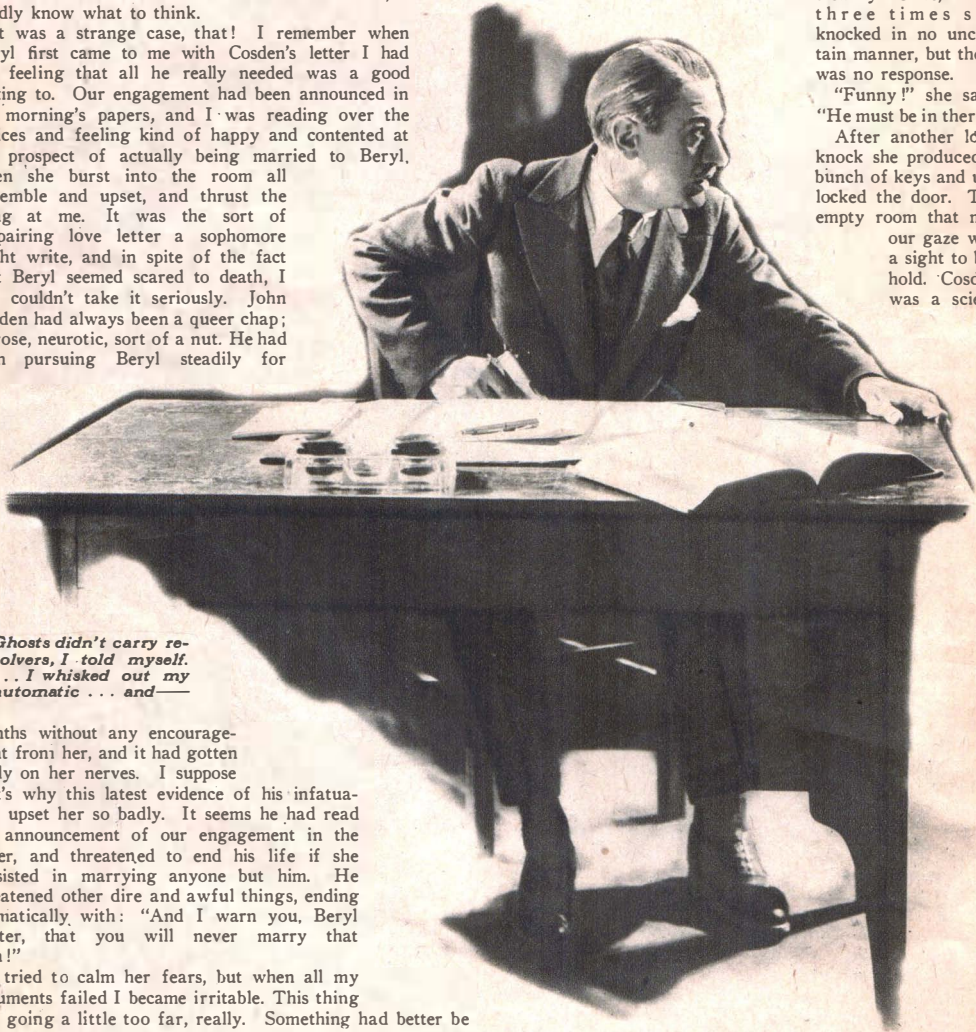 dly know what to think.
t was a strange case, that! I remember when
yl first came to me with Cosden's letter I had
feeling that all he really needed was a good
ing to. Our engagement had been announced in
morning's papers, and I was reading over the
ces and feeling kind of happy and contented at
prospect of actually being married to Beryl,
en she burst into the room all
emble and upset, and thrust the
g at me. It was the sort of
pairing love letter a sophomore
ht write, and in spite of the fact
t Beryl seemed scared to death, I
couldn't take it seriously. John
den had always been a queer chap;
rose, neurotic, sort of a nut. He had
n pursuing Beryl steadily for
Ghosts didn't carry re-
olvers, I told myself.
. . I whisked out my
utomatic . . . and——
nths without any encourage-
t from her, and it had gotten
ly on her nerves. I suppose
t's why this latest evidence of his infatua-
upset her so badly. It seems he had read
announcement of our engagement in the
er, and threatened to end his life if she
sisted in marrying anyone but him. He
eatened other dire and awful things, ending
matically with: "And I warn you, Beryl
ter, that you will never marry that
!"
tried to calm her fears, but when all my
uments failed I became irritable. This thing
going a little too far, really. Something had better be
three times s
knocked in no unc
tain manner, but the
was no response.
"Funny!" she sa
"He must be in ther
After another lo
knock she produced
bunch of keys and u
locked the door. T
empty room that m
our gaze w
a sight to b
hold. Cosd
was a scie